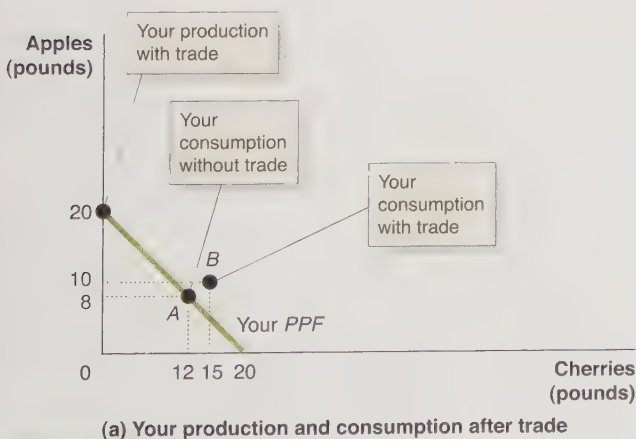 Apples
(pounds)
Your production
with trade
Your
consumption
without trade
Your
consumption
with trade
20
10
8
B
A
Your PPF
0
12 15 20
Cherries
(pounds)
(a) Your production and consumption after trade